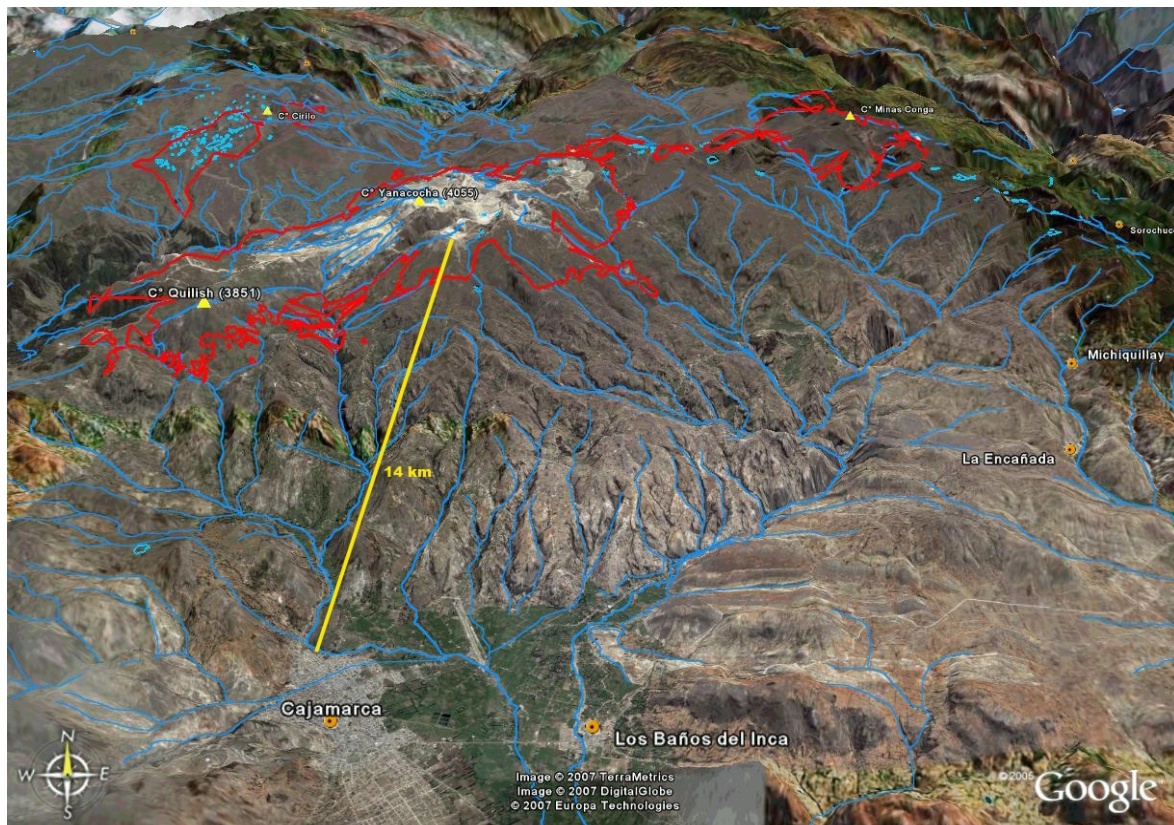 C° Cirilo
C° Minas Conga
C° Yanacocha (4055)
Sorochuco
C° Quilish (3851)
Michiquillay
La Encañada
14 km
Cajamarca
Los Baños del Inca
N
W E
S
Image © 2007 TerraMetrics
Image © 2007 DigitalGlobe
© 2007 Europa Technologies
©2005 Google